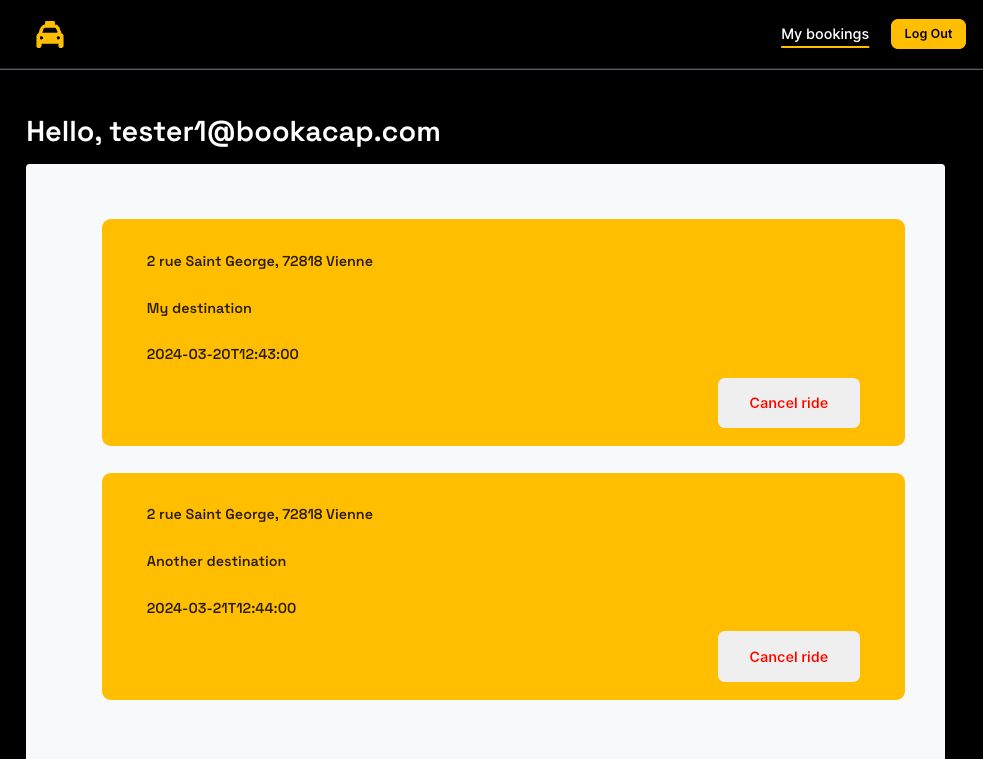 My bookings
Log Out
Hello, tester1@bookacap.com
2 rue Saint George, 72818 Vienne
My destination
2024-03-20T12:43:00
Cancel ride
2 rue Saint George, 72818 Vienne
Another destination
2024-03-21T12:44:00
Cancel ride